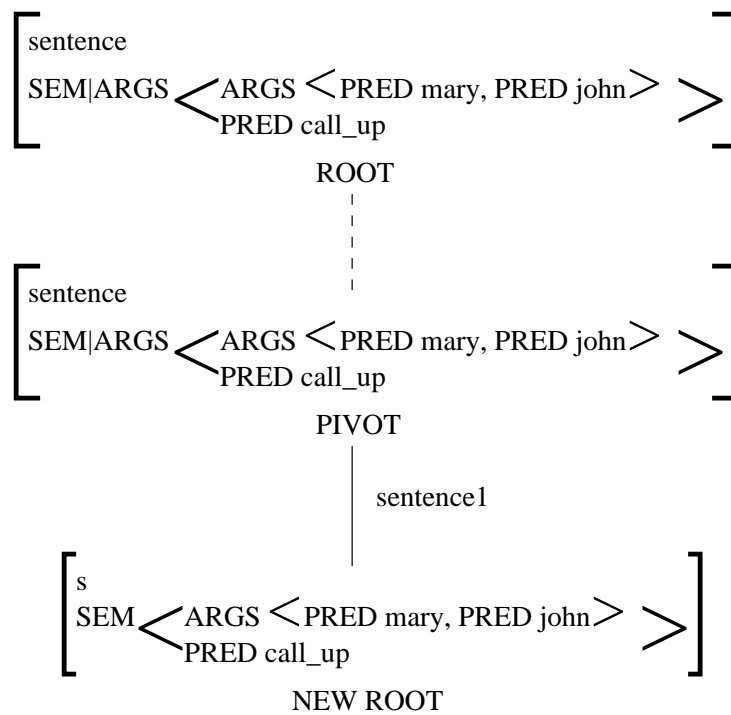 sentence
SEM|ARGS < ARGS <PRED mary, PRED john> >
PRED call_up
ROOT
sentence
SEM|ARGS < ARGS <PRED mary, PRED john> >
PRED call_up
PIVOT
sentence1
s
SEM < ARGS <PRED mary, PRED john> >
PRED call_up
NEW ROOT